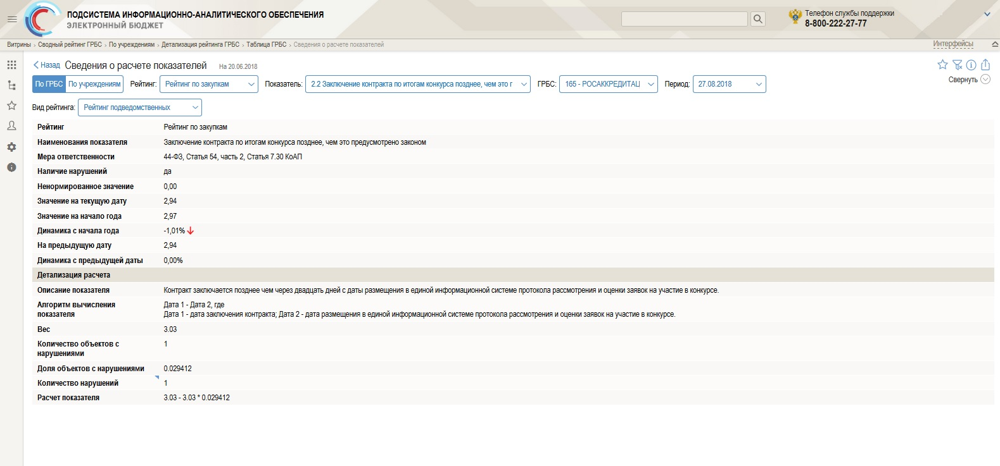 ПОДСИСТЕМА ИНФОРМАЦИОННО-АНАЛИТИЧЕСКОГО ОБЕСПЕЧЕНИЯ
ЭЛЕКТРОННЫЙ БЮДЖЕТ
Телефон службы поддержки
8-800-222-27-77
Витрины › Сводный рейтинг ГРБС › По учреждениям › Детализация рейтинга ГРБС › Таблица ГРБС › Сведения о расчете показателей
Интерфейсы
Назад Сведения о расчете показателей На 20.06.2018
По ГРБС По учреждениям Рейтинг: Рейтинг по закупкам Показатель: 2.2 Заключение контракта по итогам конкурса позднее, чем это г ГРБС: 165 - РОСАККРЕДИТАЦ Период: 27.08.2018
Свернуть
Вид рейтинга: Рейтинг подведомственных
Рейтинг Рейтинг по закупкам
Наименования показателя Заключение контракта по итогам конкурса позднее, чем это предусмотрено законом
Мера ответственности 44-ФЗ, Статья 54, часть 2, Статья 7.30 КоАП
Наличие нарушений да
Ненормированное значение 0,00
Значение на текущую дату 2,94
Значение на начало года 2,97
Динамика с начала года -1,01%
На предыдущую дату 2,94
Динамика с предыдущей даты 0,00%
Детализация расчета
Описание показателя Контракт заключается позднее чем через двадцать дней с даты размещения в единой информационной системе протокола рассмотрения и оценки заявок на участие в конкурсе.
Алгоритм вычисления показателя Дата 1 - Дата 2, где
Дата 1 - дата заключения контракта; Дата 2 - дата размещения в единой информационной системе протокола рассмотрения и оценки заявок на участие в конкурсе.
Вес 3.03
Количество объектов с нарушениями 1
Доля объектов с нарушениями 0.029412
Количество нарушений 1
Расчет показателя 3.03 - 3.03 * 0.029412